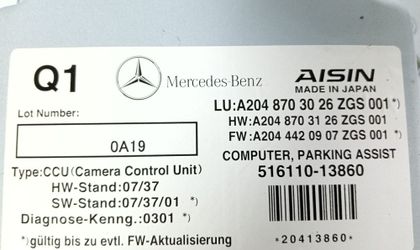 Q1
Mercedes-Benz
AISIN
MADE IN JAPAN
LU:A204 870 30 26 ZGS 001 *)
HW:A204 870 31 26 ZGS 001
FW:A204 442 09 07 ZGS 001 *)
Lot Number:
0A19
COMPUTER, PARKING ASSIST
516110-13860
Type:CCU(Camera Control Unit)
HW-Stand:07/37
SW-Stand:07/37/01 *)
Diagnose-Kenng.:0301 *)
*)gültig bis zu evtl. FW-Aktualisierung
*20413860*